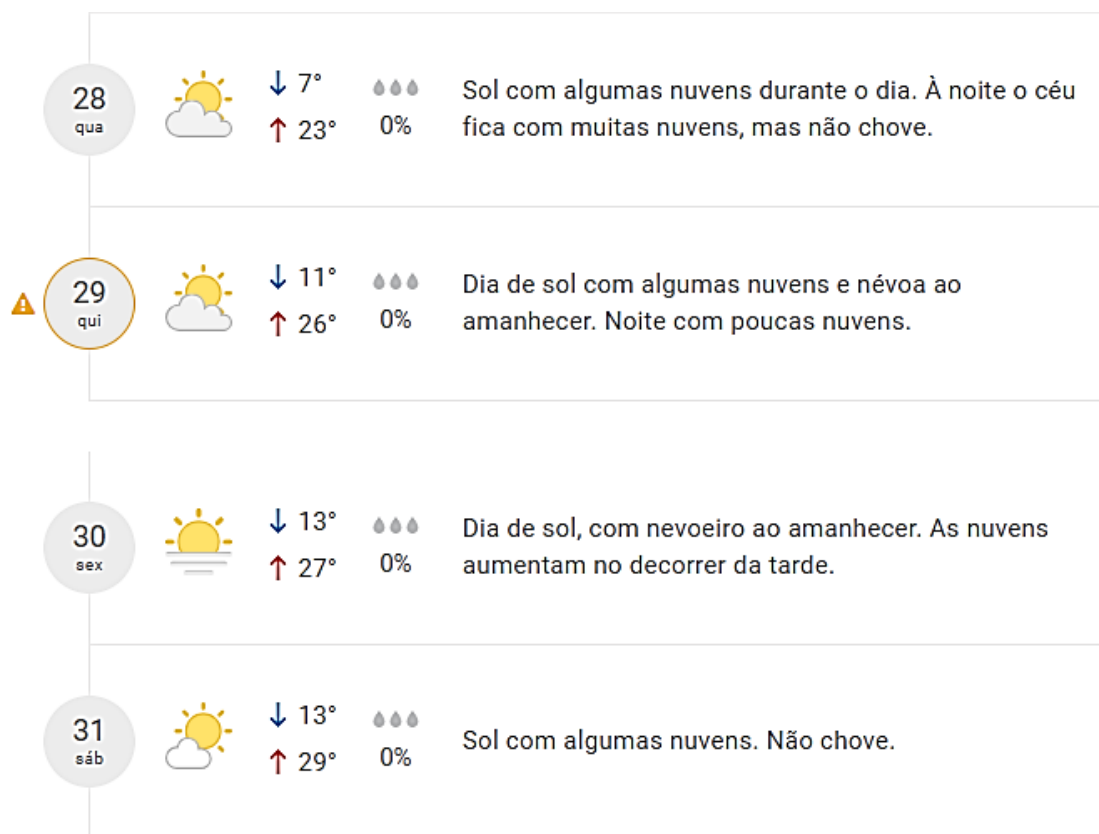 28
qua
7°
23°
0%
Sol com algumas nuvens durante o dia. À noite o céu
fica com muitas nuvens, mas não chove.
29
qui
11°
26°
0%
Dia de sol com algumas nuvens e névoa ao
amanhecer. Noite com poucas nuvens.
30
sex
13°
27°
0%
Dia de sol, com nevoeiro ao amanhecer. As nuvens
aumentam no decorrer da tarde.
31
sáb
13°
29°
0%
Sol com algumas nuvens. Não chove.